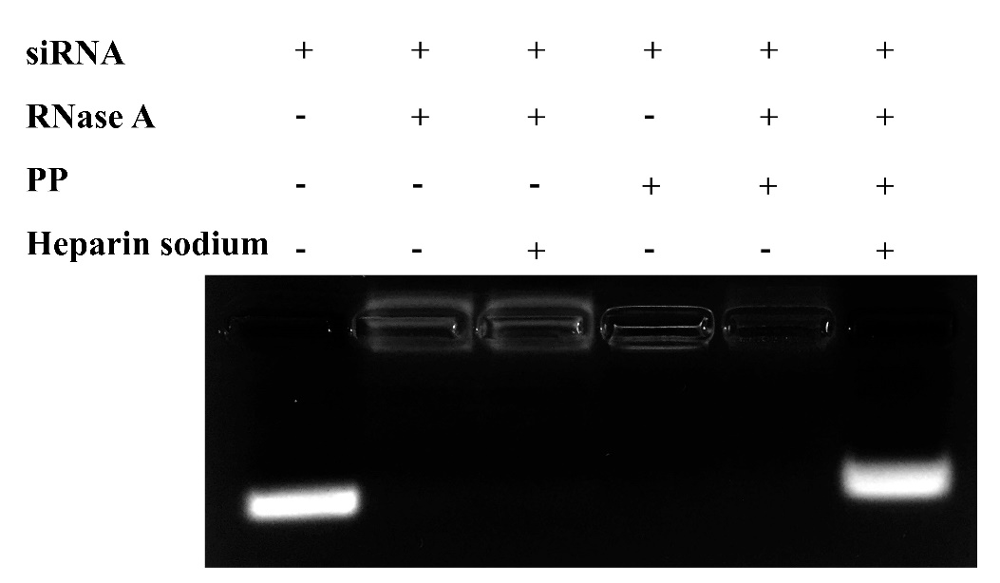 siRNA + + + + + +
RNase A - + + - + +
PP - - - + + +
Heparin sodium - - + - - +